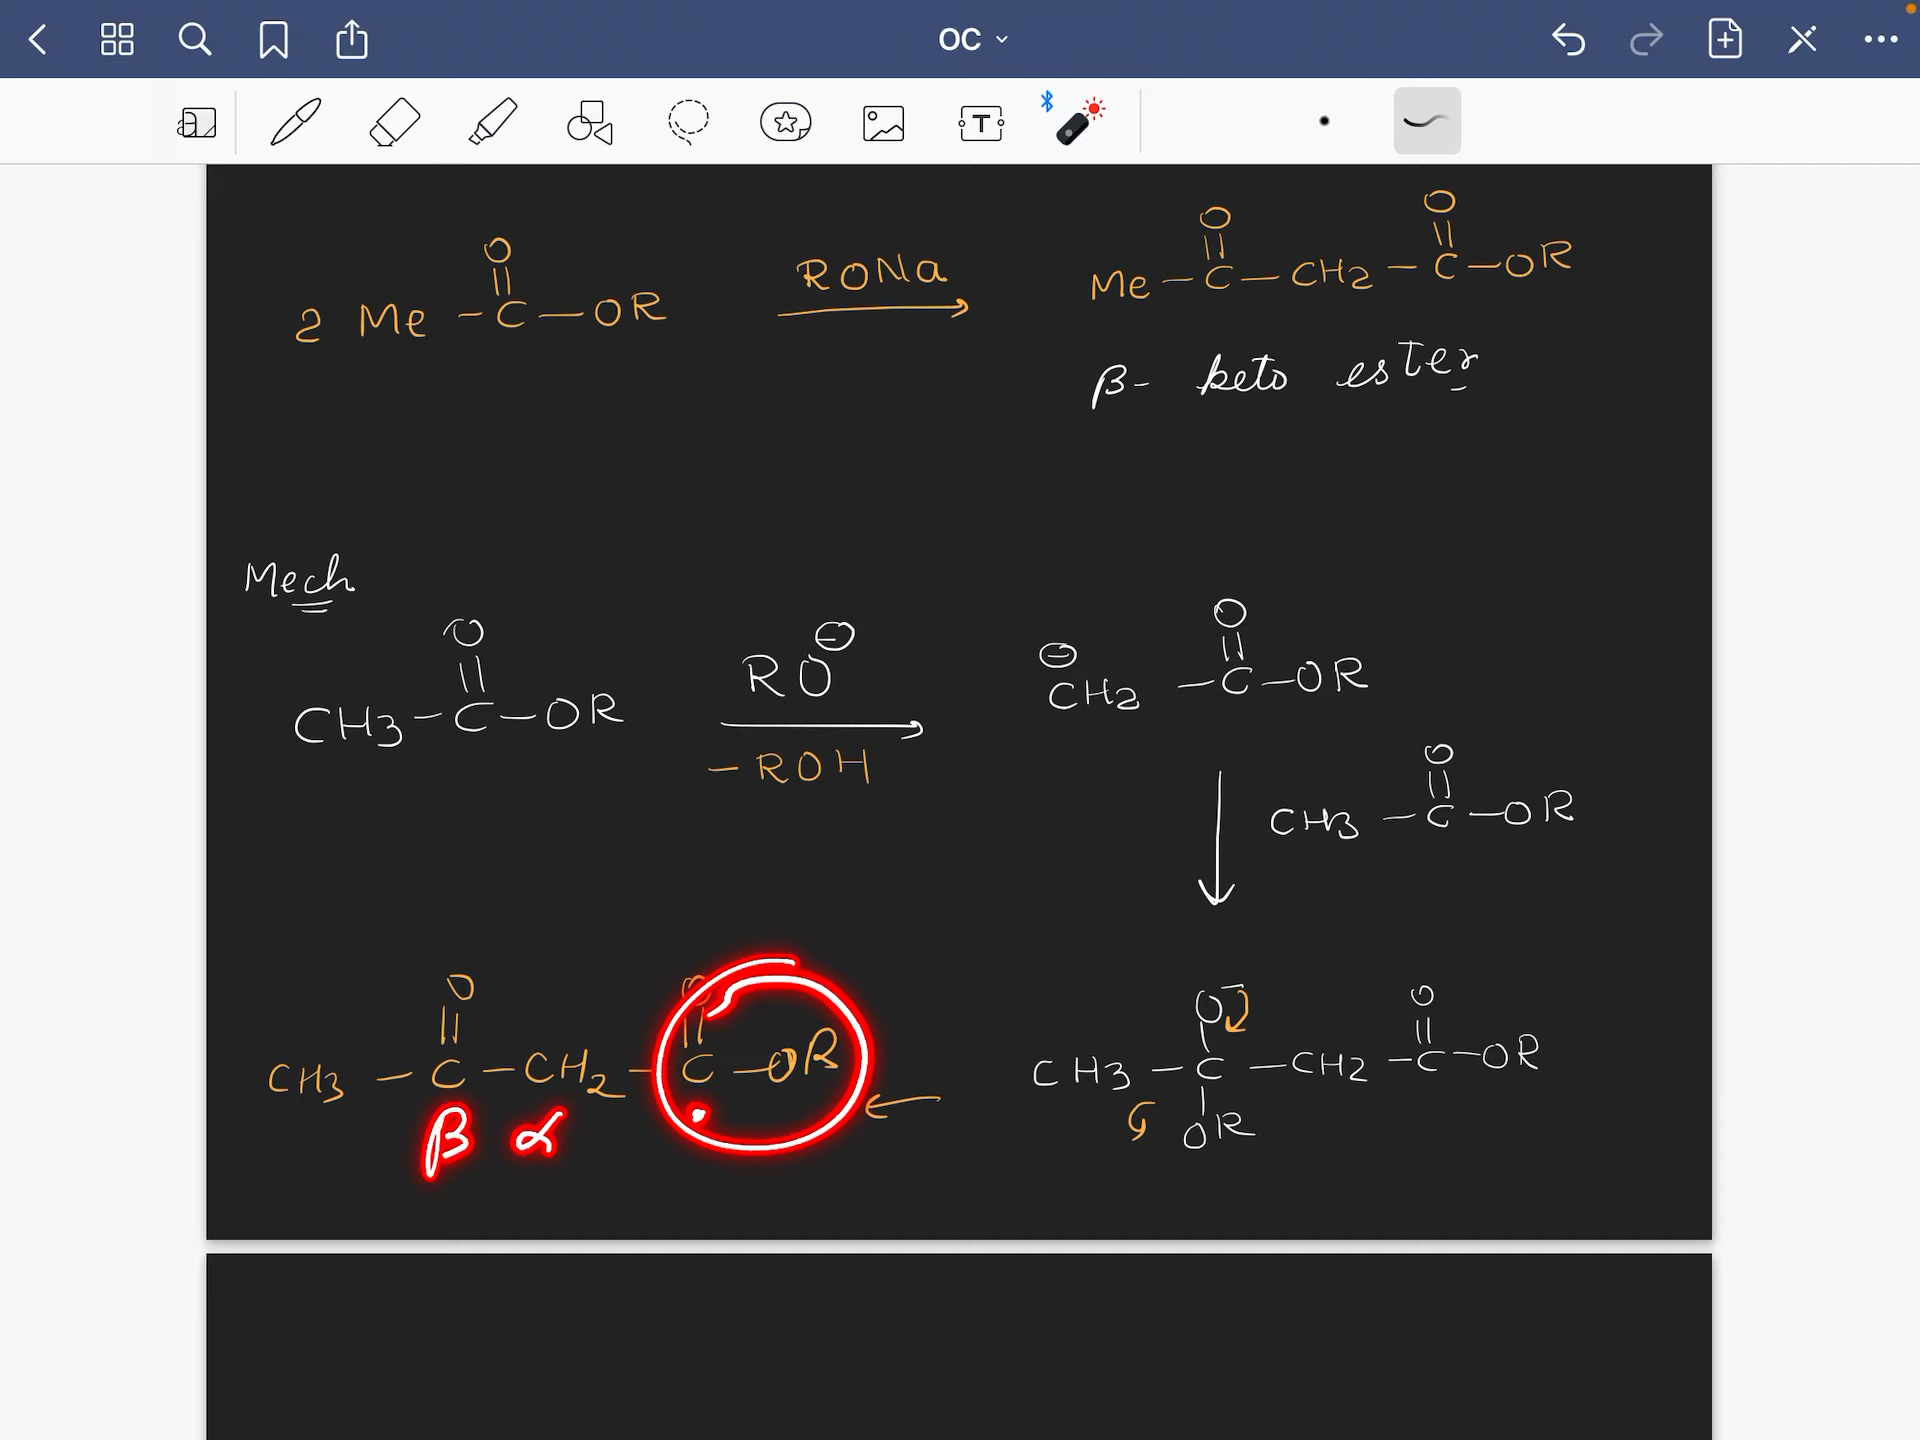 OC
2 Me - C - OR
O
RONa
Me - C - CH2 - C - OR
O O
β- keto ester
Mech
O
CH3 - C - OR
RO⊖
- ROH
⊖ O
CH2 - C - OR
O
CH3 - C - OR
O O
CH3 - C - CH2 - C - OR
β α
O⁻ O
CH3 - C - CH2 - C - OR
OR